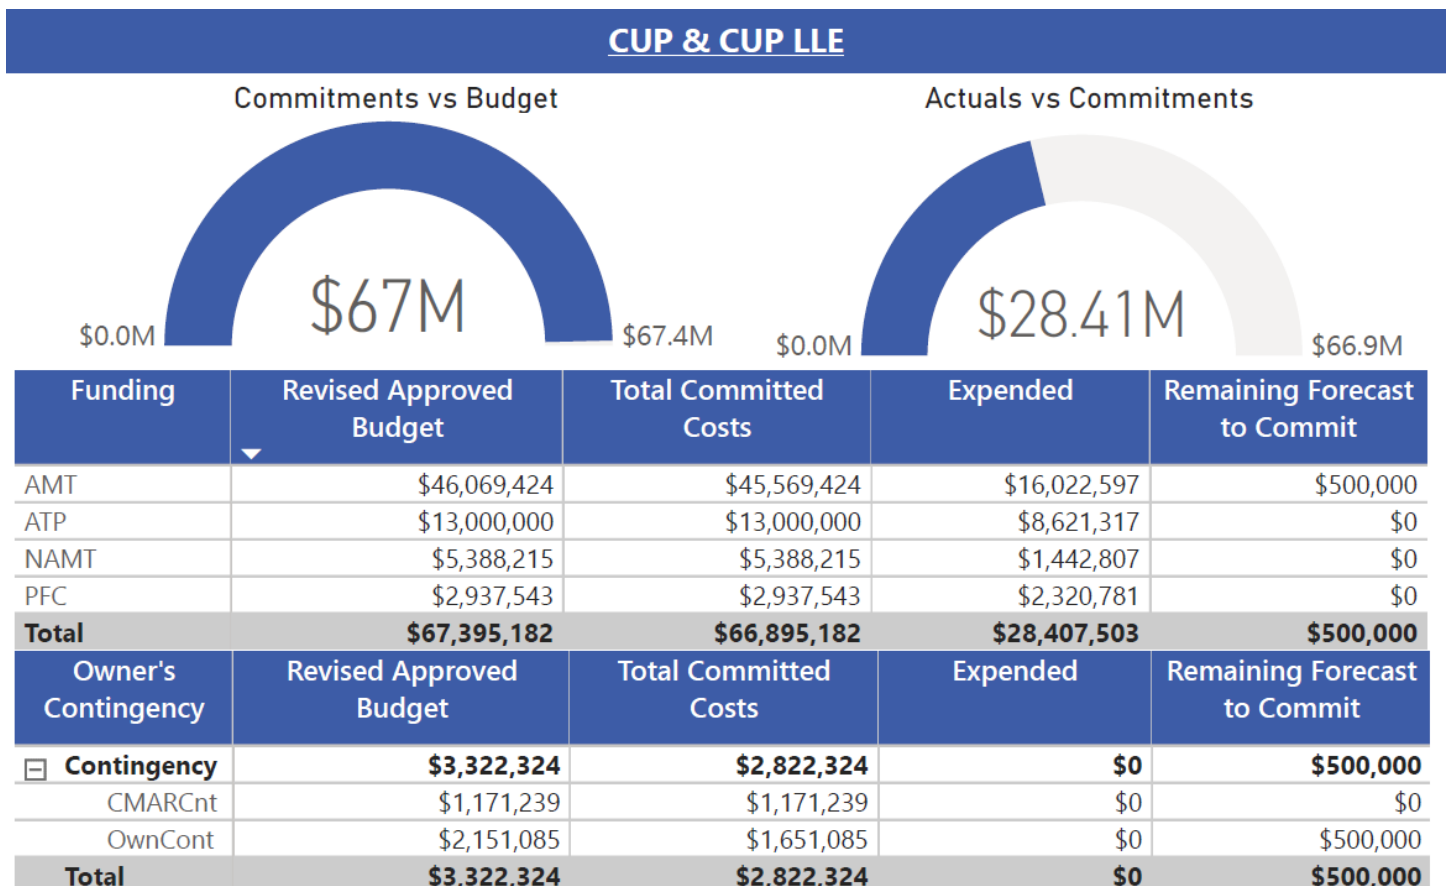 CUP & CUP LLE
Commitments vs Budget
$67M
$0.0M
$67.4M
Actuals vs Commitments
$28.41M
$0.0M
$66.9M
Funding Revised Approved Budget Total Committed Costs Expended Remaining Forecast to Commit
AMT $46,069,424 $45,569,424 $16,022,597 $500,000
ATP $13,000,000 $13,000,000 $8,621,317 $0
NAMT $5,388,215 $5,388,215 $1,442,807 $0
PFC $2,937,543 $2,937,543 $2,320,781 $0
Total $67,395,182 $66,895,182 $28,407,503 $500,000
Owner's Contingency Revised Approved Budget Total Committed Costs Expended Remaining Forecast to Commit
Contingency $3,322,324 $2,822,324 $0 $500,000
CMARCnt $1,171,239 $1,171,239 $0 $0
OwnCont $2,151,085 $1,651,085 $0 $500,000
Total $3,322,324 $2,822,324 $0 $500,000